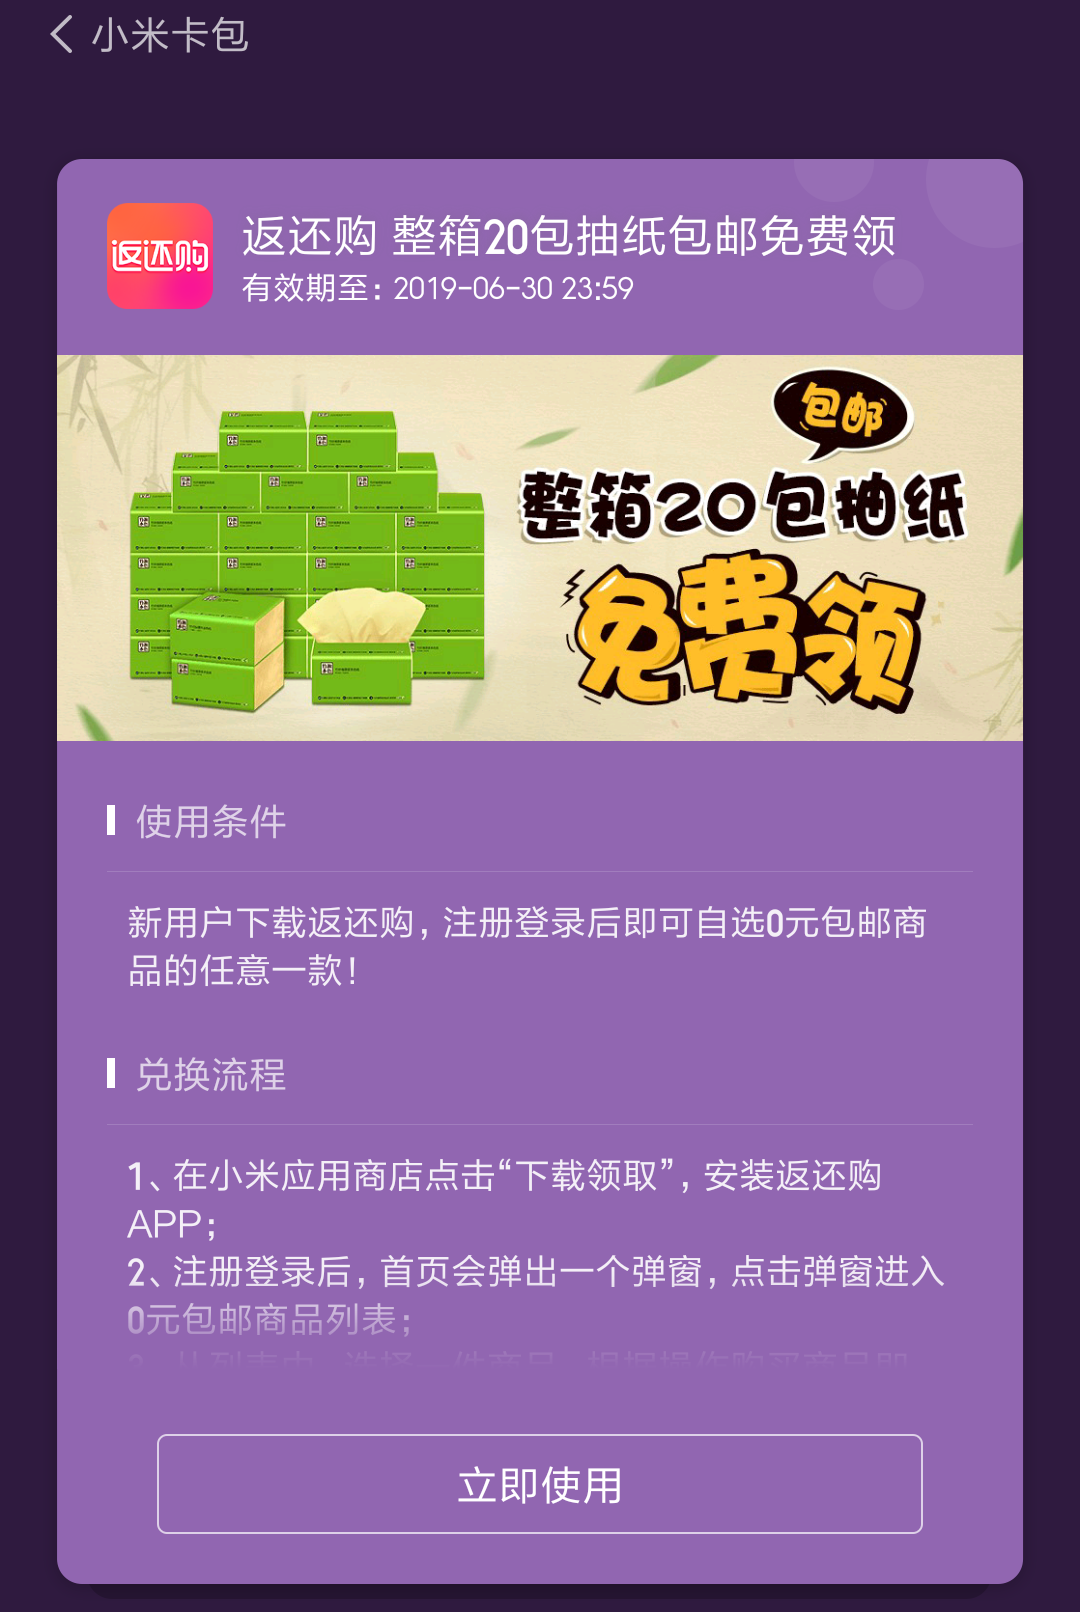 小米卡包
返还购
返还购 整箱20包抽纸包邮免费领
有效期至：2019-06-30 23:59
包邮
整箱20包抽纸
免费领
使用条件
新用户下载返还购，注册登录后即可自选0元包邮商
品的任意一款！
兑换流程
1、在小米应用商店点击“下载领取”，安装返还购
APP；
2、注册登录后，首页会弹出一个弹窗，点击弹窗进入
0元包邮商品列表；
立即使用